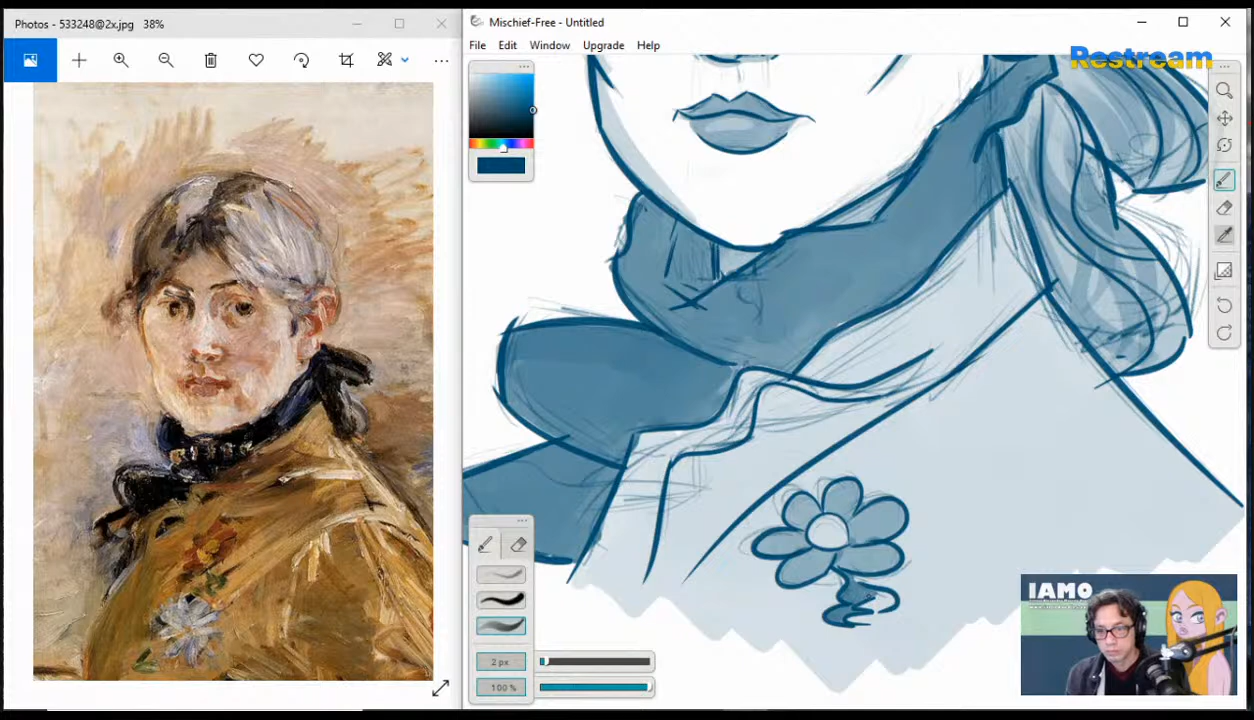 Photos - 533248@2x.jpg 38%
Mischief-Free - Untitled
File Edit Window Upgrade Help
Restream
2 px
100 %
IAMO